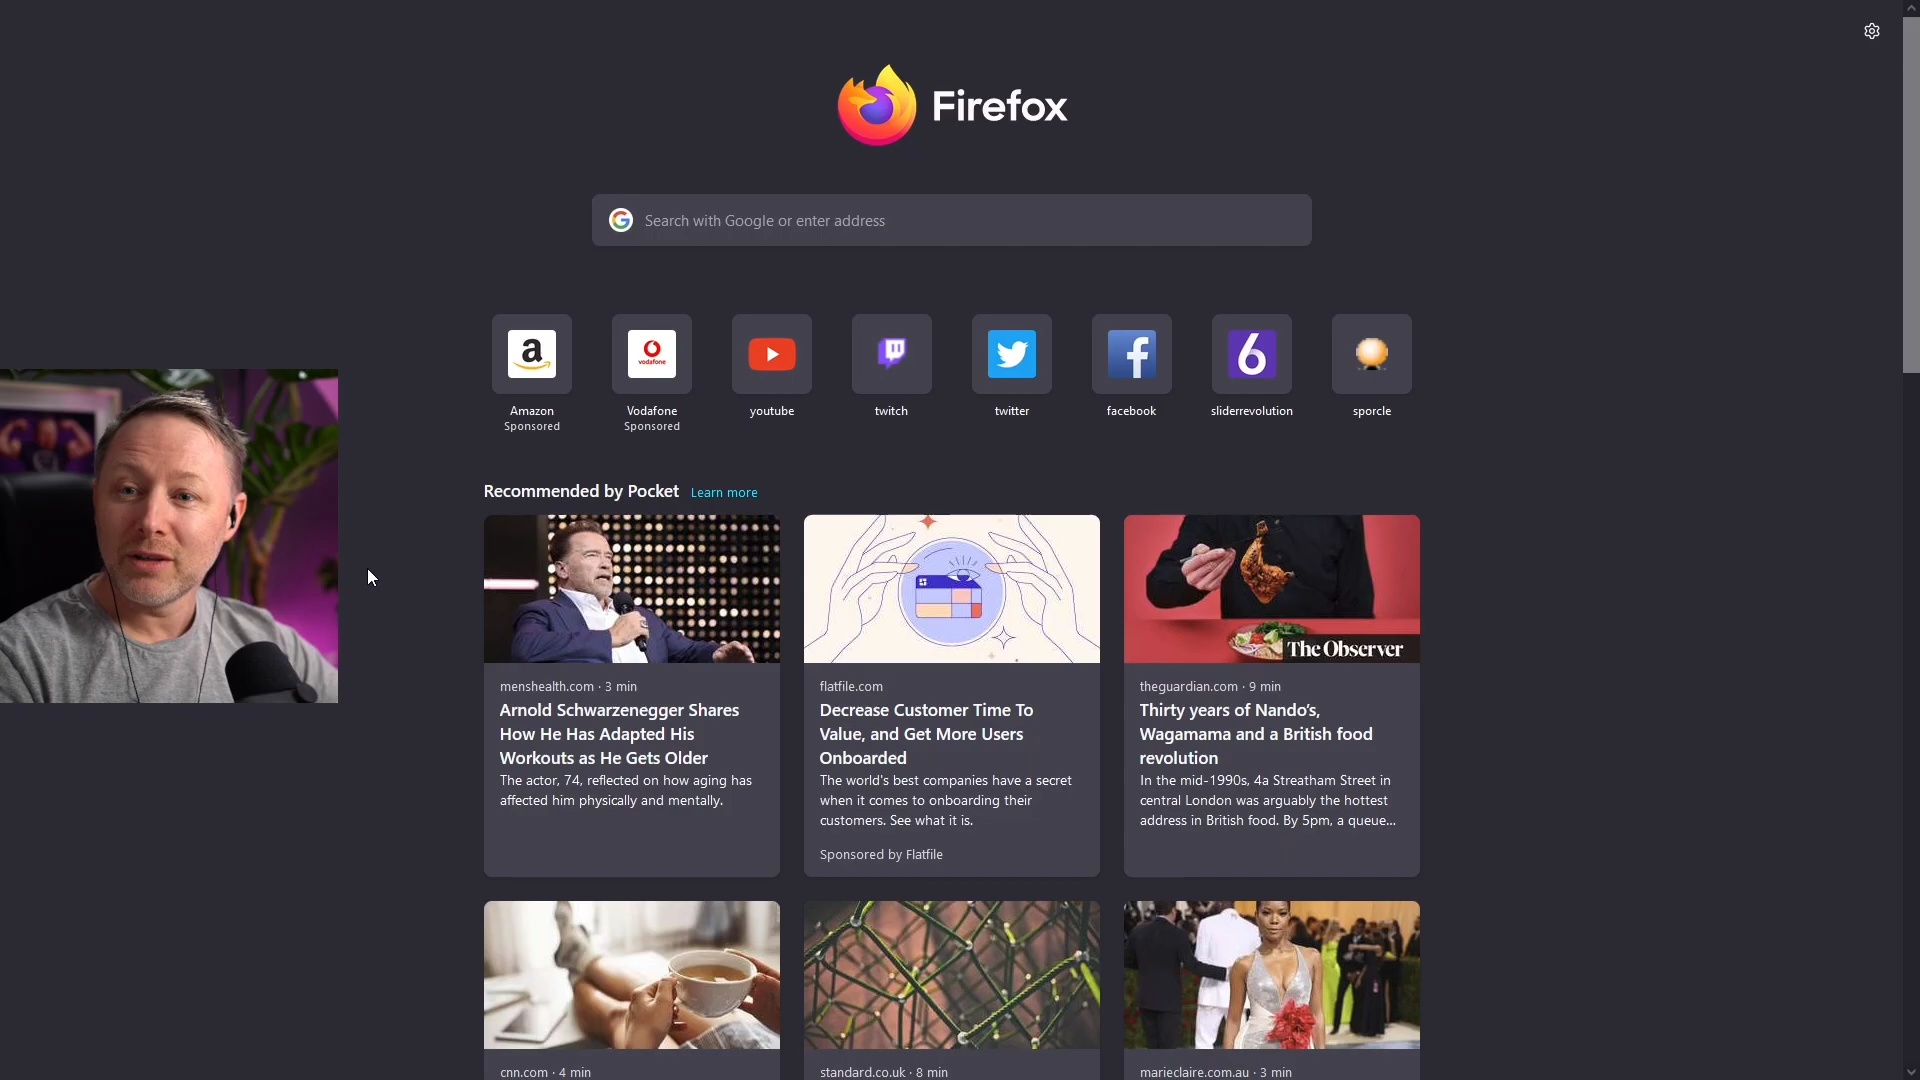 Firefox
Search with Google or enter address
a
vodafone
6
Amazon
Sponsored
Vodafone
Sponsored
youtube
twitch
twitter
facebook
sliderrevolution
sporcle
Recommended by Pocket Learn more
The Observer
menshealth.com · 3 min
Arnold Schwarzenegger Shares
How He Has Adapted His
Workouts as He Gets Older
The actor, 74, reflected on how aging has
affected him physically and mentally.
flatfile.com
Decrease Customer Time To
Value, and Get More Users
Onboarded
The world's best companies have a secret
when it comes to onboarding their
customers. See what it is.
Sponsored by Flatfile
theguardian.com · 9 min
Thirty years of Nando’s,
Wagamama and a British food
revolution
In the mid-1990s, 4a Streatham Street in
central London was arguably the hottest
address in British food. By 5pm, a queue...
cnn.com · 4 min
standard.co.uk · 8 min
marieclaire.com.au · 3 min